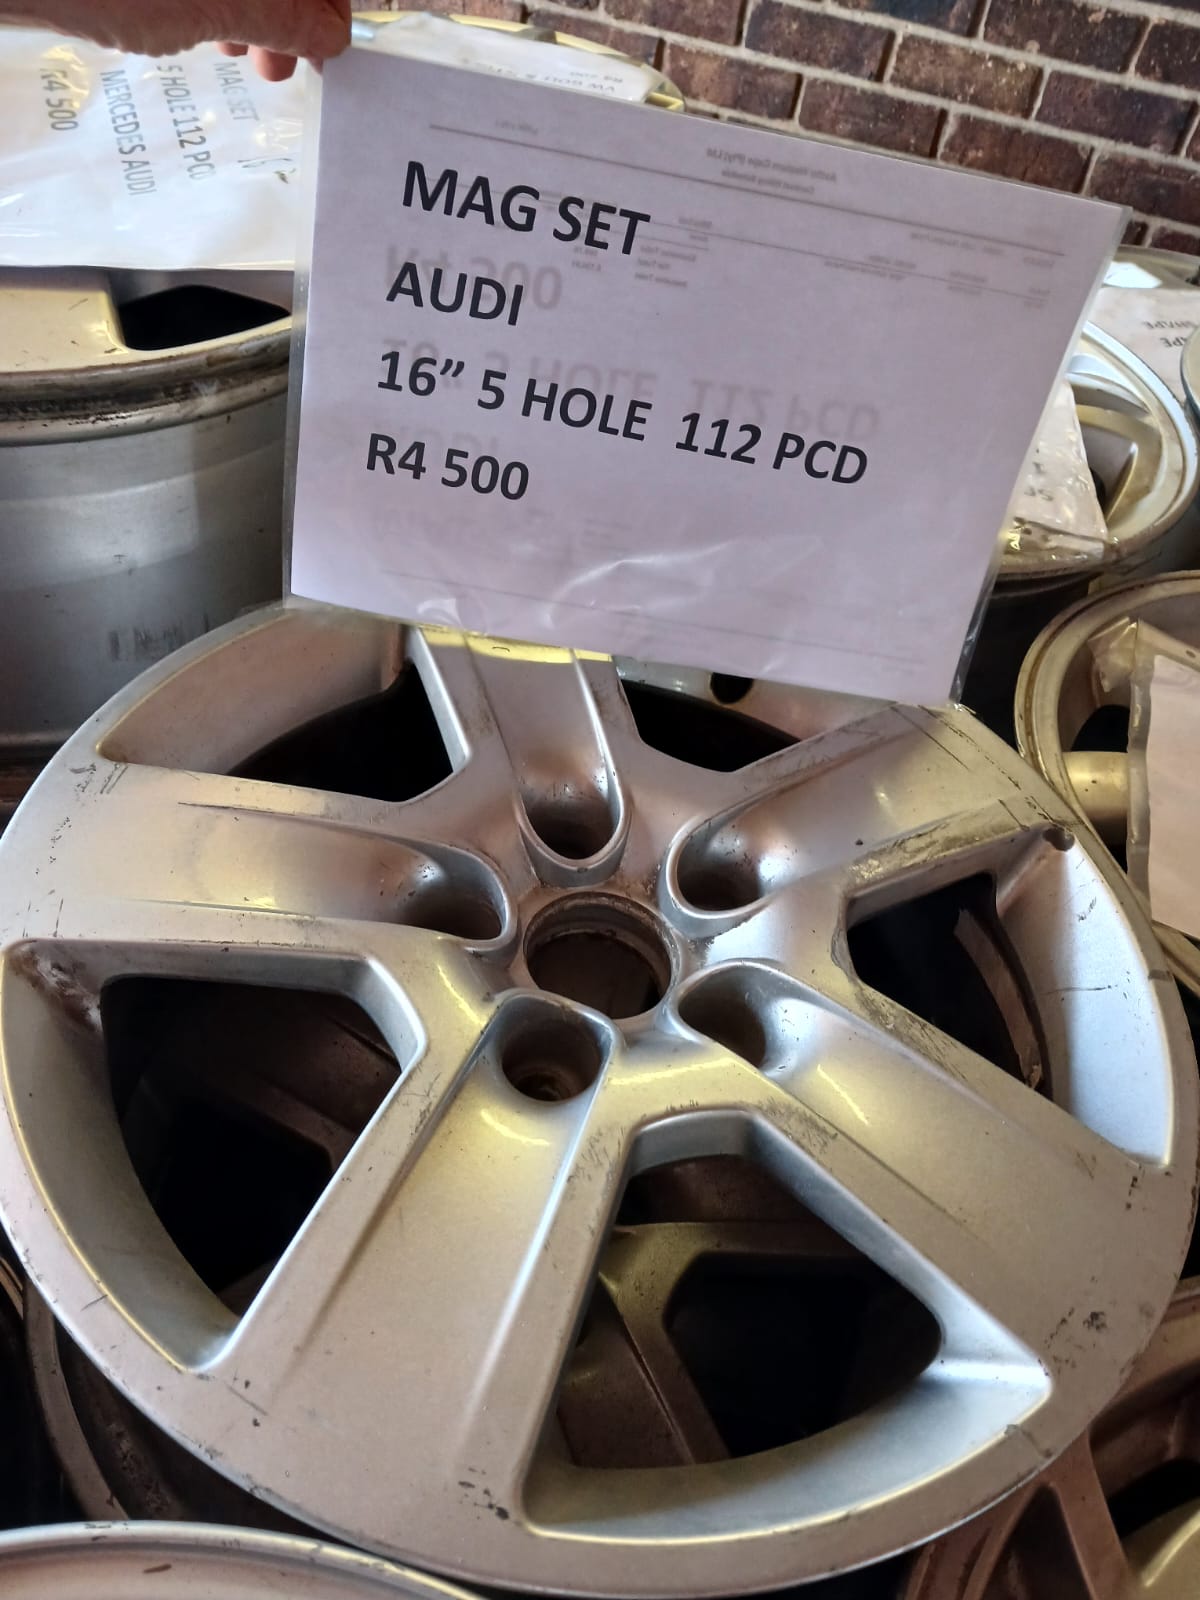 MAG SET
AUDI
16” 5 HOLE 112 PCD
R4 500
MAG SET
5 HOLE 112 PCD
MERCEDES AUDI
R4 500